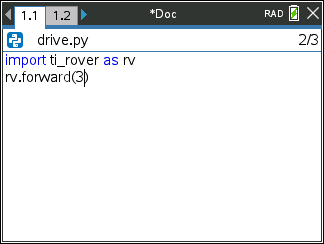 1.1 1.2 *Doc RAD
drive.py 2/3
import ti_rover as rv
rv.forward(3)